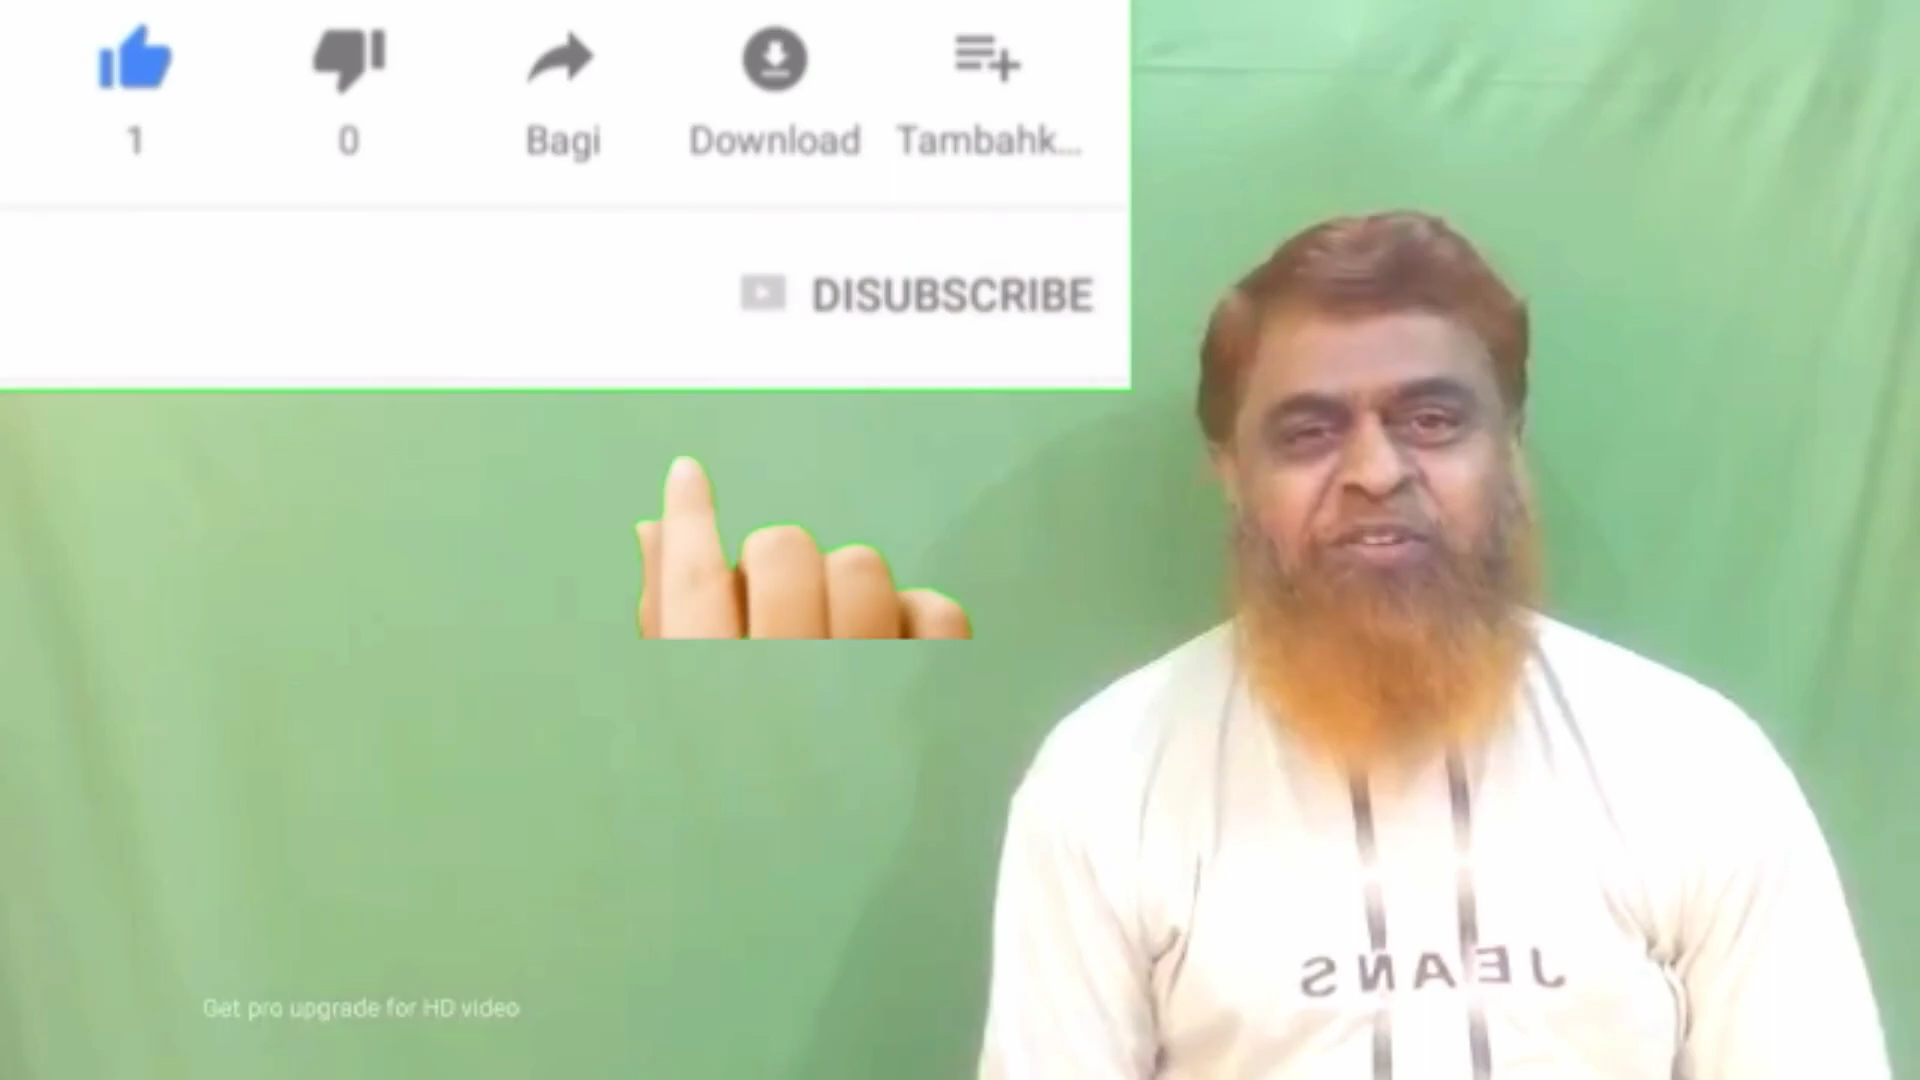 1 0 Bagi Download Tambahk...
DISUBSCRIBE
JEANS
Get pro upgrade for HD video